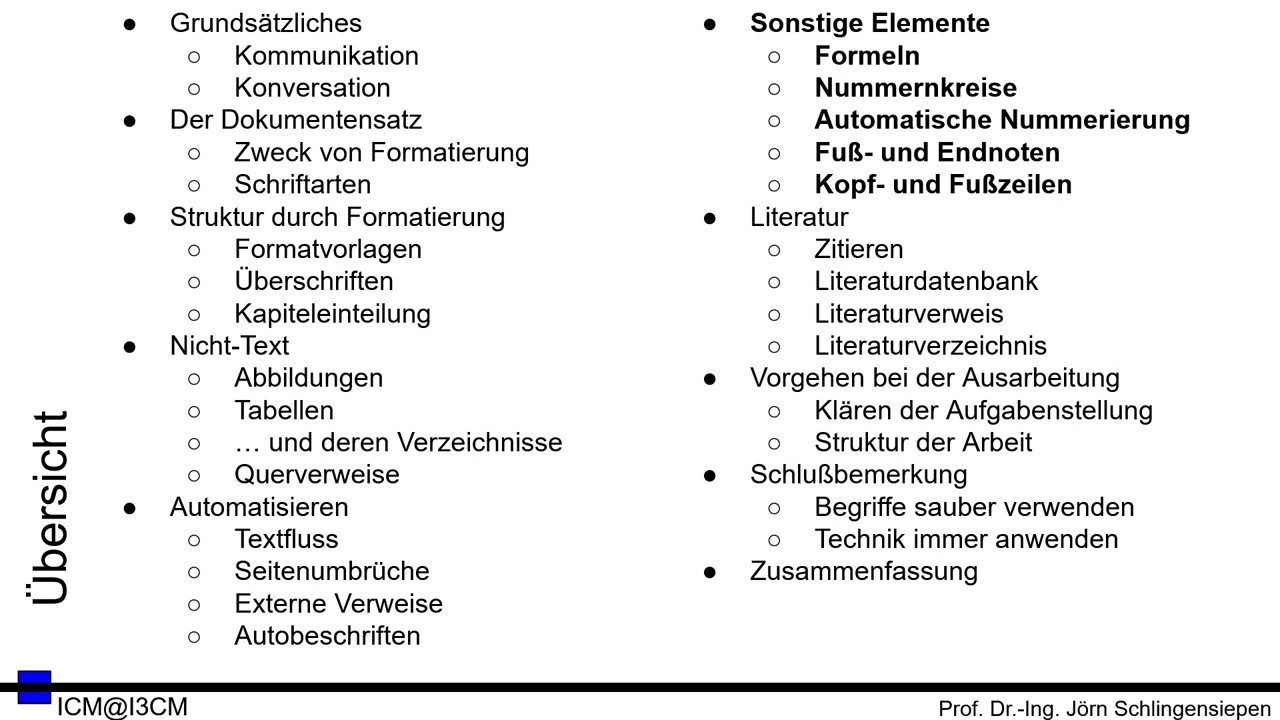 Übersicht
● Grundsätzliches
○ Kommunikation
○ Konversation
● Der Dokumentensatz
○ Zweck von Formatierung
○ Schriftarten
● Struktur durch Formatierung
○ Formatvorlagen
○ Überschriften
○ Kapiteleinteilung
● Nicht-Text
○ Abbildungen
○ Tabellen
○ … und deren Verzeichnisse
○ Querverweise
● Automatisieren
○ Textfluss
○ Seitenumbrüche
○ Externe Verweise
○ Autobeschriften
● Sonstige Elemente
○ Formeln
○ Nummernkreise
○ Automatische Nummerierung
○ Fuß- und Endnoten
○ Kopf- und Fußzeilen
● Literatur
○ Zitieren
○ Literaturdatenbank
○ Literaturverweis
○ Literaturverzeichnis
● Vorgehen bei der Ausarbeitung
○ Klären der Aufgabenstellung
○ Struktur der Arbeit
● Schlußbemerkung
○ Begriffe sauber verwenden
○ Technik immer anwenden
● Zusammenfassung
ICM@I3CM
Prof. Dr.-Ing. Jörn Schlingensiepen